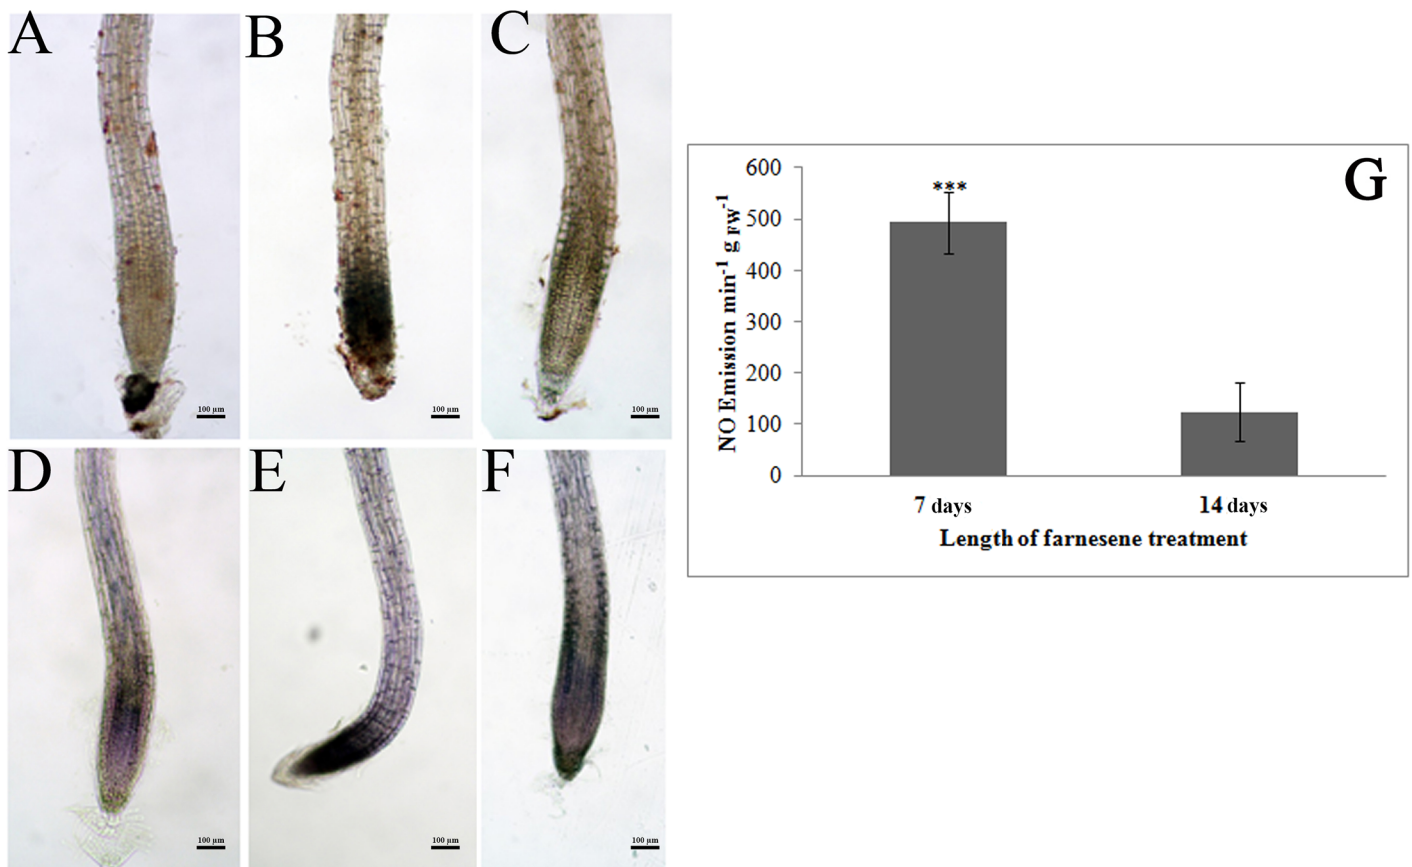 A
B
C
100 µm
100 µm
100 µm
D
E
F
100 µm
100 µm
100 µm
G
NO Emission min-1 g FW-1
600
500
400
300
200
100
0
***
7 days
14 days
Length of farnesene treatment